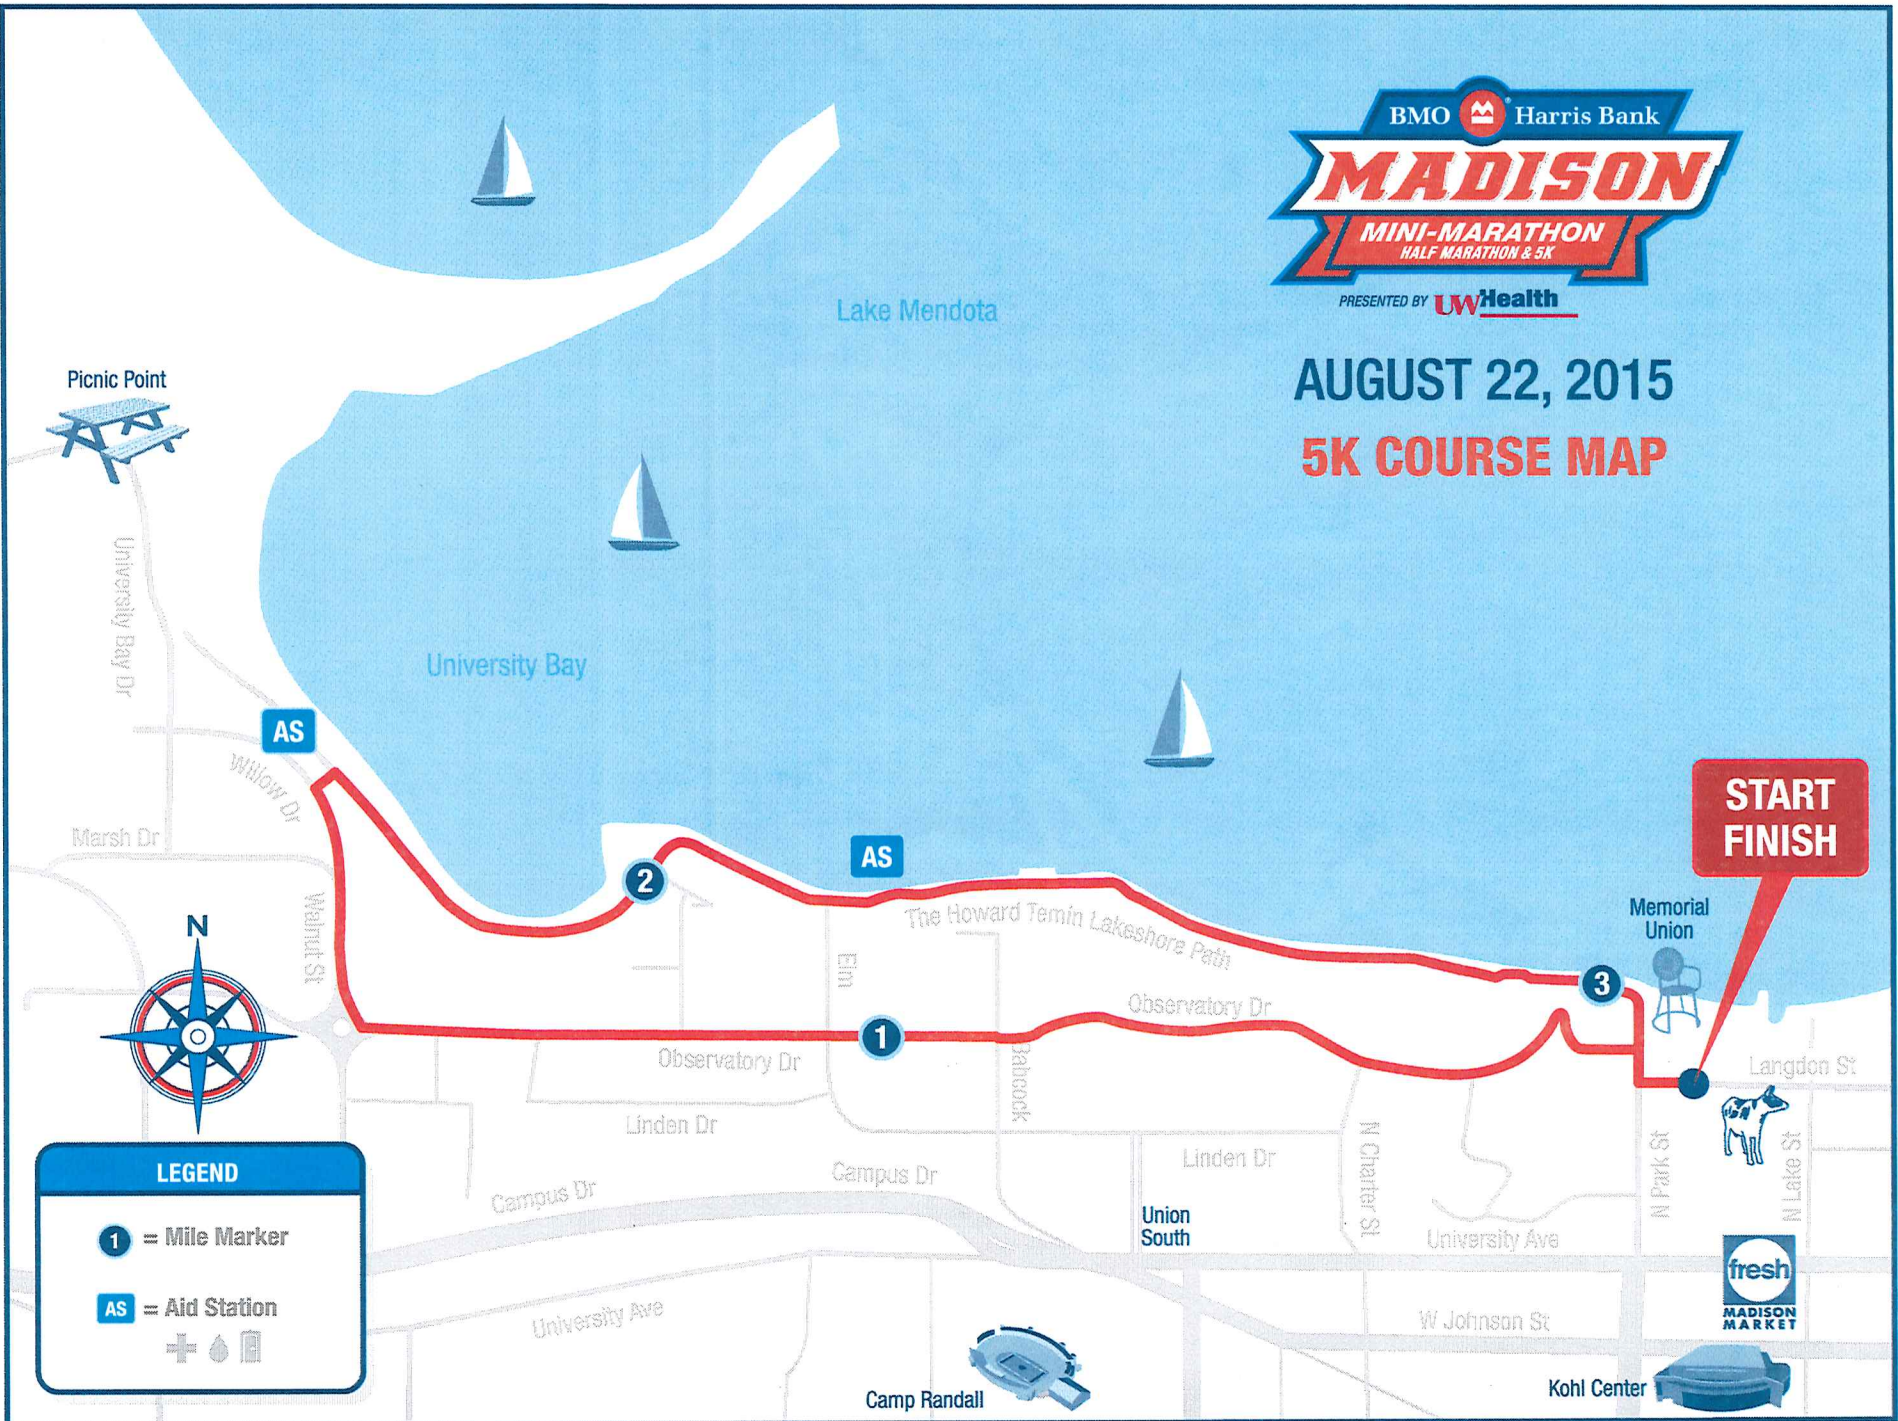 BMO Harris Bank
MADISON
MINI-MARATHON
HALF MARATHON & 5K
PRESENTED BY UWHealth
AUGUST 22, 2015
5K COURSE MAP
Lake Mendota
Picnic Point
University Bay Dr
University Bay
AS
Willow Dr
Marsh Dr
START
FINISH
AS
2
Memorial
Union
The Howard Temin Lakeshore Path
3
N
Walnut St
Elm
Observatory Dr
1
Observatory Dr
Babcock
Langdon St
Linden Dr
Linden Dr
N Charter St
N Park St
N Lake St
Campus Dr
Campus Dr
Union
South
University Ave
fresh
MADISON
MARKET
University Ave
W Johnson St
Camp Randall
Kohl Center
LEGEND
1 = Mile Marker
AS = Aid Station